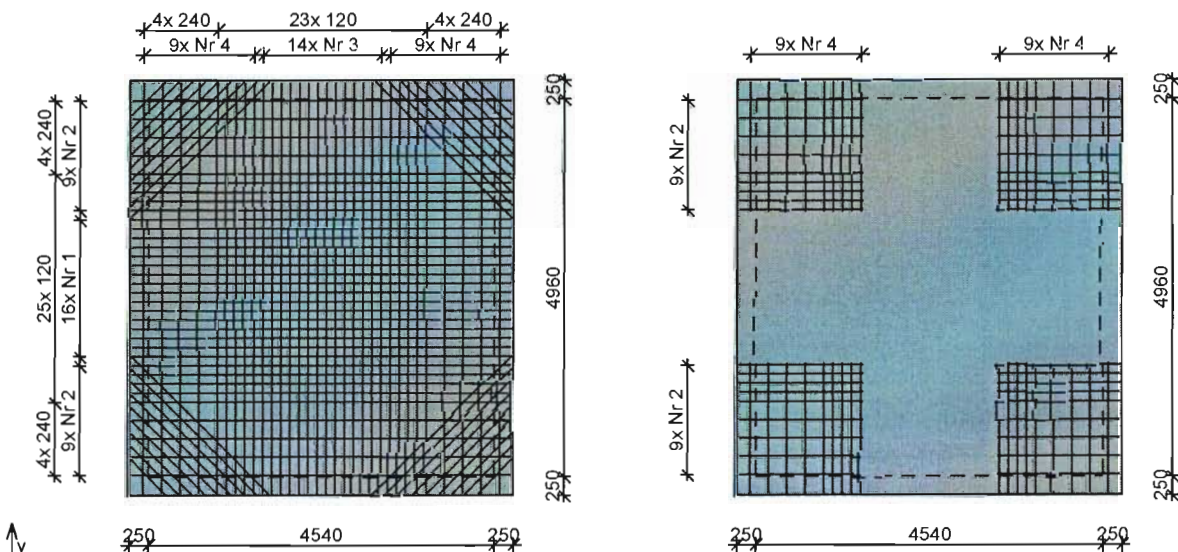 4x 240 23x 120 4x 240
9x Nr 4 14x Nr 3 9x Nr 4
4x 240
25x 120
4x 240
9x Nr 2
16x Nr 1
9x Nr 2
250
4960
250
250 4540 250
y
9x Nr 4 9x Nr 4
9x Nr 2
9x Nr 2
250
4960
250
250 4540 250